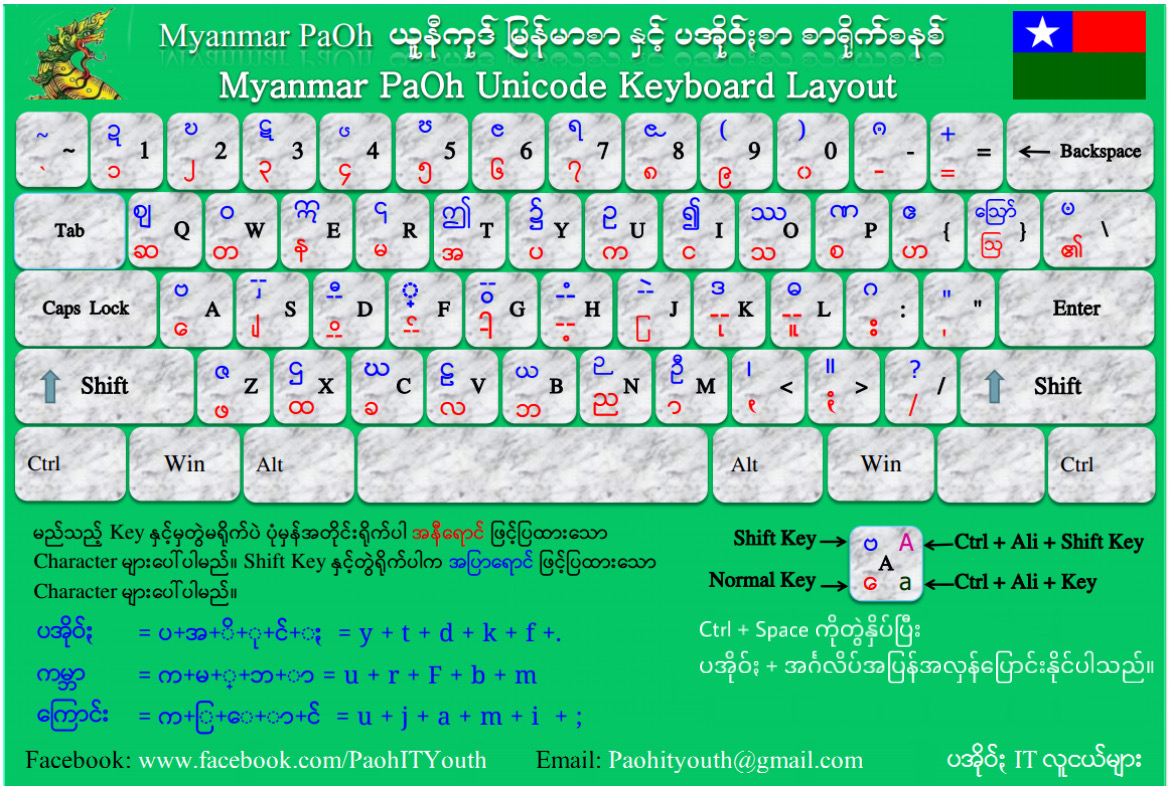 Myanmar PaOh ယူနီကုဒ် မြန်မာစာ နှင့် ပအိုဝ်ႏစာ စာရိုက်စနစ်
Myanmar PaOh Unicode Keyboard Layout
~ ~ ဍ 1 ၑ 2 ဋ 3 ဖ 4 ဎ 5 ၉ 6 ရ 7 ၈ 8 ( 9 ) 0 - + = ← Backspace
` ၁ ၂ ၃ ၄ ၅ ၆ ၇ ၈ ၉ ၀ - =
Tab ဈ Q ဝ W ဣ E ၎ R ဤ T ၌ Y ဥ U ၍ I ဿ O ဏ P ဧ { ဪ } \
ဆ တ န မ အ ပ က င သ စ ဟ ဩ ၏
Caps Lock ဗ A S D F G H J ဒ K ဓ L ဂ : " " Enter
ေ း '
Shift ဇ Z ဌ X ဃ C ဠ V ယ B ဉ N ဦ M ၊ < ။ > ? / Shift
ဖ ထ ခ လ ဘ ည ာ /
Ctrl Win Alt Alt Win Ctrl
မည်သည့် Key နှင့်မှတွဲမရိုက်ပဲ ပုံမှန်အတိုင်းရိုက်ပါ အနီရောင် ဖြင့်ပြထားသော
Character များပေါ်ပါမည်။ Shift Key နှင့်တွဲရိုက်ပါက အပြာရောင် ဖြင့်ပြထားသော
Character များပေါ်ပါမည်။
Shift Key → ဗ A ← Ctrl + Ali + Shift Key
A
Normal Key → ေ a ← Ctrl + Ali + Key
ပအိုဝ်ႏ = ပ+အ+ိ+ု+င်+ႏ = y + t + d + k + f +.
ကမ္ဘာ = က+မ+္+ဘ+ာ = u + r + F + b + m
ကြောင်း = က+ြ+ေ+ာ+င် = u + j + a + m + i + ;
Ctrl + Space ကိုတွဲနှိပ်ပြီး
ပအိုဝ်ႏ + အင်္ဂလိပ်အပြန်အလှန်ပြောင်းနိုင်ပါသည်။
Facebook: www.facebook.com/PaohITYouth Email: Paohityouth@gmail.com ပအိုဝ်ႏ IT လူငယ်များ